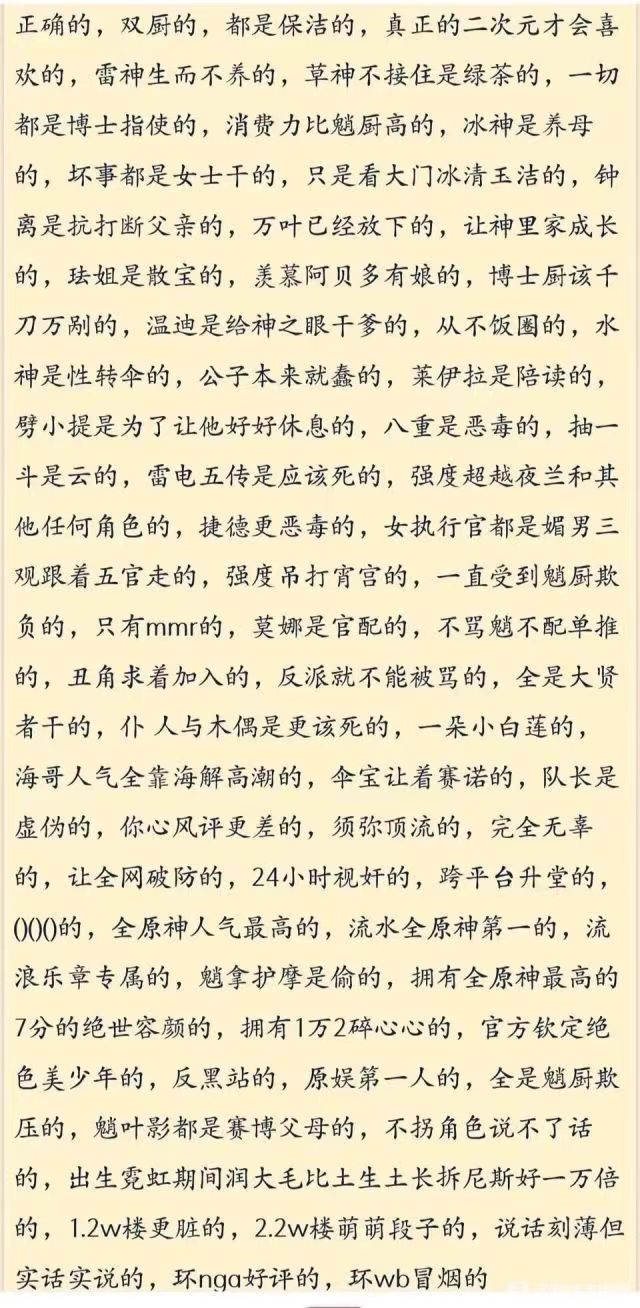 正确的，双厨的，都是保洁的，真正的二次元才会喜
欢的，雷神生而不养的，草神不接住是绿茶的，一切
都是博士指使的，消费力比魈厨高的，冰神是养母
的，坏事都是女士干的，只是看大门冰清玉洁的，钟
离是抗打断父亲的，万叶已经放下的，让神里家成长
的，珐姐是散宝的，羡慕阿贝多有娘的，博士厨该千
刀万剐的，温迪是给神之眼干爹的，从不饭圈的，水
神是性转伞的，公子本来就蠢的，莱伊拉是陪读的，
劈小提是为了让他好好休息的，八重是恶毒的，抽一
斗是云的，雷电五传是应该死的，强度超越夜兰和其
他任何角色的，捷德更恶毒的，女执行官都是媚男三
观跟着五官走的，强度吊打宵宫的，一直受到魈厨欺
负的，只有mmr的，莫娜是官配的，不骂魈不配单推
的，丑角求着加入的，反派就不能被骂的，全是大贤
者干的，仆 人与木偶是更该死的，一朵小白莲的，
海哥人气全靠海解高潮的，伞宝让着赛诺的，队长是
虚伪的，你心风评更差的，须弥顶流的，完全无辜
的，让全网破防的，24小时视奸的，跨平台升堂的，
()()()的，全原神人气最高的，流水全原神第一的，流
浪乐章专属的，魈拿护摩是偷的，拥有全原神最高的
7分的绝世容颜的，拥有1万2碎心心的，官方钦定绝
色美少年的，反黑站的，原娱第一人的，全是魈厨欺
压的，魈叶影都是赛博父母的，不拐角色说不了话
的，出生霓虹期间润大毛比土生土长拆尼斯好一万倍
的，1.2w楼更脏的，2.2w楼萌萌段子的，说话刻薄但
实话实说的，环nga好评的，环wb冒烟的